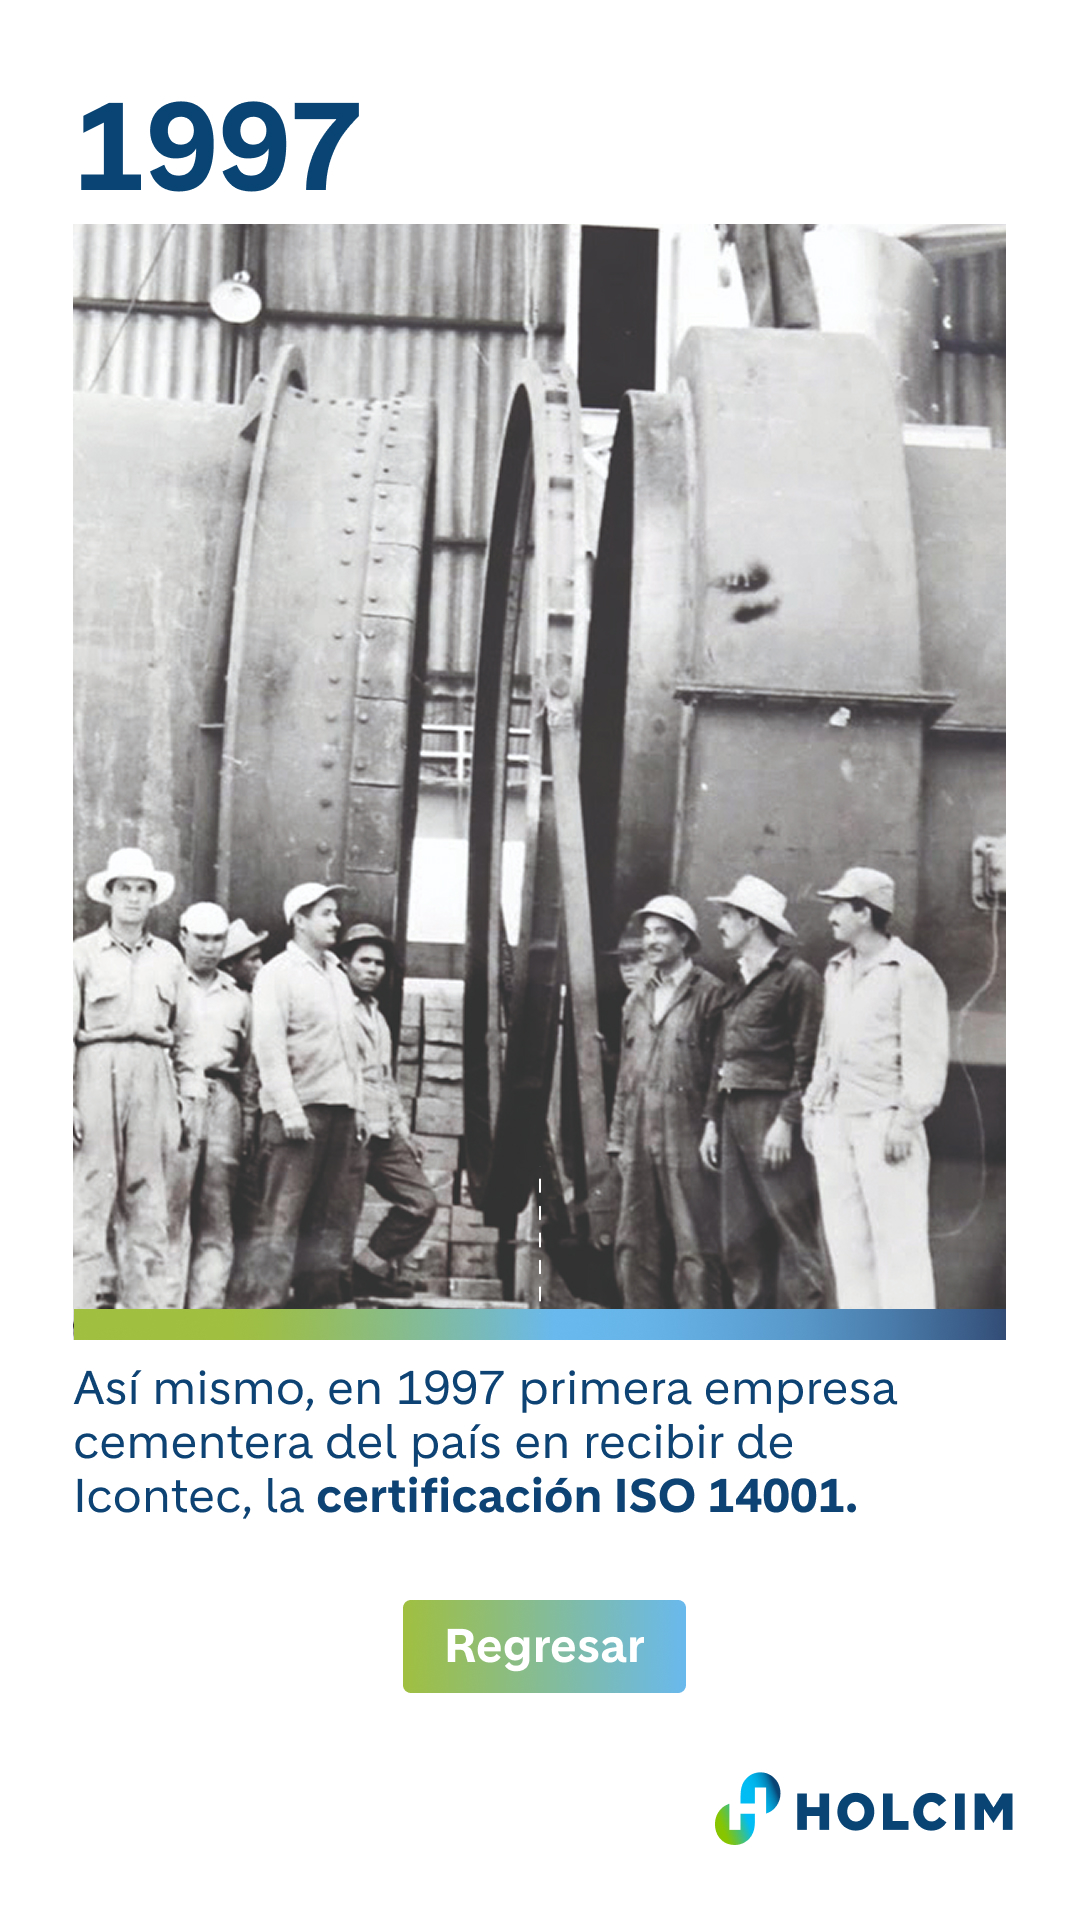 1997
Así mismo, en 1997 primera empresa
cementera del país en recibir de
Icontec, la certificación ISO 14001.
Regresar
HOLCIM